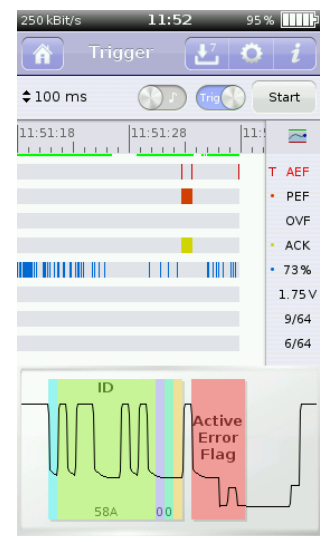 250 kBit/s 11:52 95 %
Trigger 7 i
100 ms Trig Start
11:51:18 11:51:28 11:5
T AEF
PEF
OVF
ACK
73 %
1.75 V
9/64
6/64
ID
Active
Error
Flag
58A 0 0